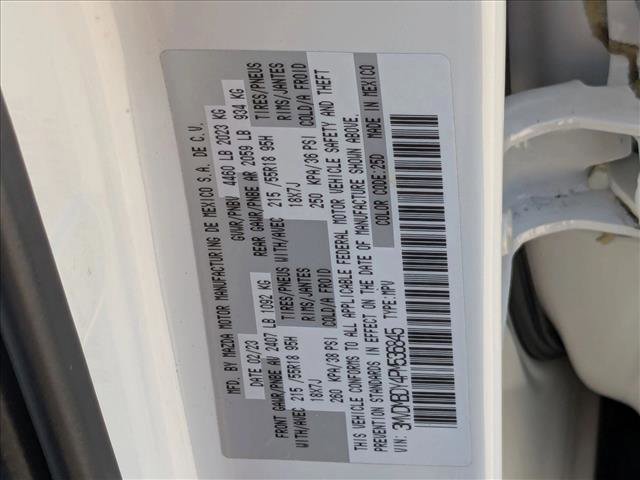 MFD. BY MAZDA MOTOR MANUFACTURING DE MEXICO S.A. DE C.V.
DATE 02/23 GVWR/PNBV 4460 LB 2023 KG
FRONT GAWR/PNBE AV 2407 LB 1092 KG REAR GAWR/PNBE AR 2059 LB 934 KG
TIRES/PNEUS TIRES/PNEUS
WITH/AVEC 215 /55R18 95H WITH/AVEC 215 /55R18 95H
RIMS/JANTES RIMS/JANTES
18X7J 18X7J
COLD/A FROID COLD/A FROID
260 KPA/38 PSI 250 KPA/36 PSI
THIS VEHICLE CONFORMS TO ALL APPLICABLE FEDERAL MOTOR VEHICLE SAFETY AND THEFT
PREVENTION STANDARDS IN EFFECT ON THE DATE OF MANUFACTURE SHOWN ABOVE.
VIN: 3MVDMBDY4PM536845 TYPE:MPV COLOR CODE:25D MADE IN MEXICO